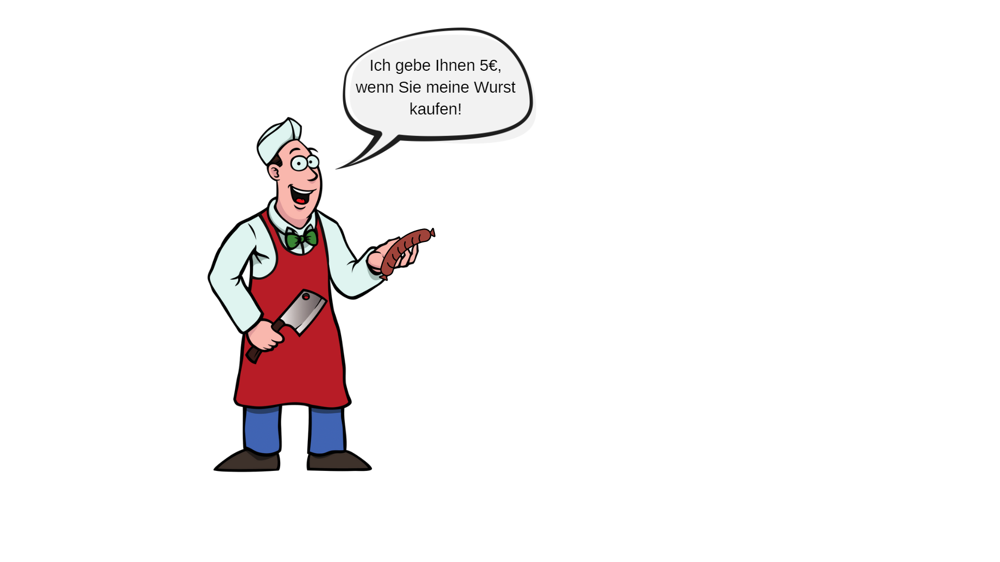 Ich gebe Ihnen 5€,
wenn Sie meine Wurst
kaufen!